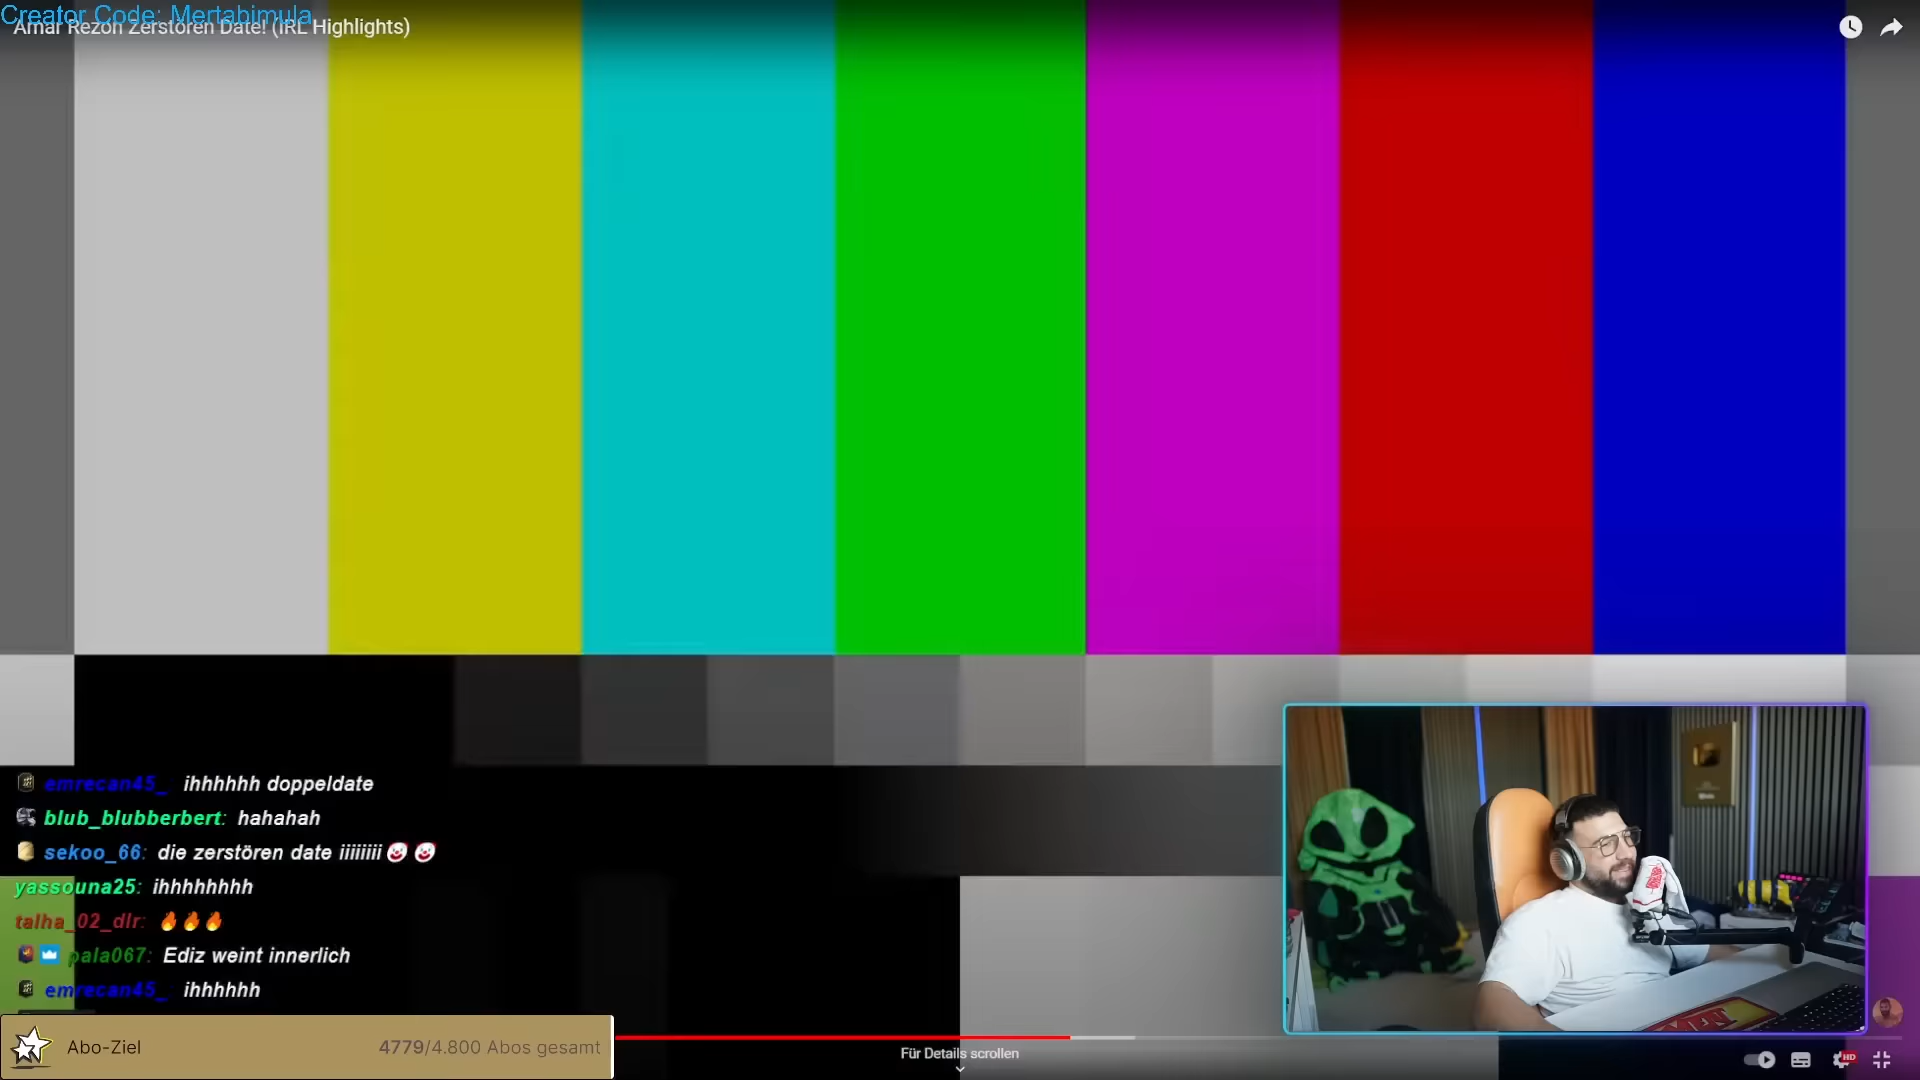 Creator Code: Mertabimula
Amar Rezon Zerstören Date! (IRL Highlights)
emrecan45_: ihhhhhh doppeldate
blub_blubberbert: hahahah
sekoo_66: die zerstören date iiiiiii🤡 🤡
yassouna25: ihhhhhhhh
talha_02_dlr: 🔥🔥🔥
pala067: Ediz weint innerlich
emrecan45_: ihhhhhh
Abo-Ziel 4779/4.800 Abos gesamt
Für Details scrollen
HD